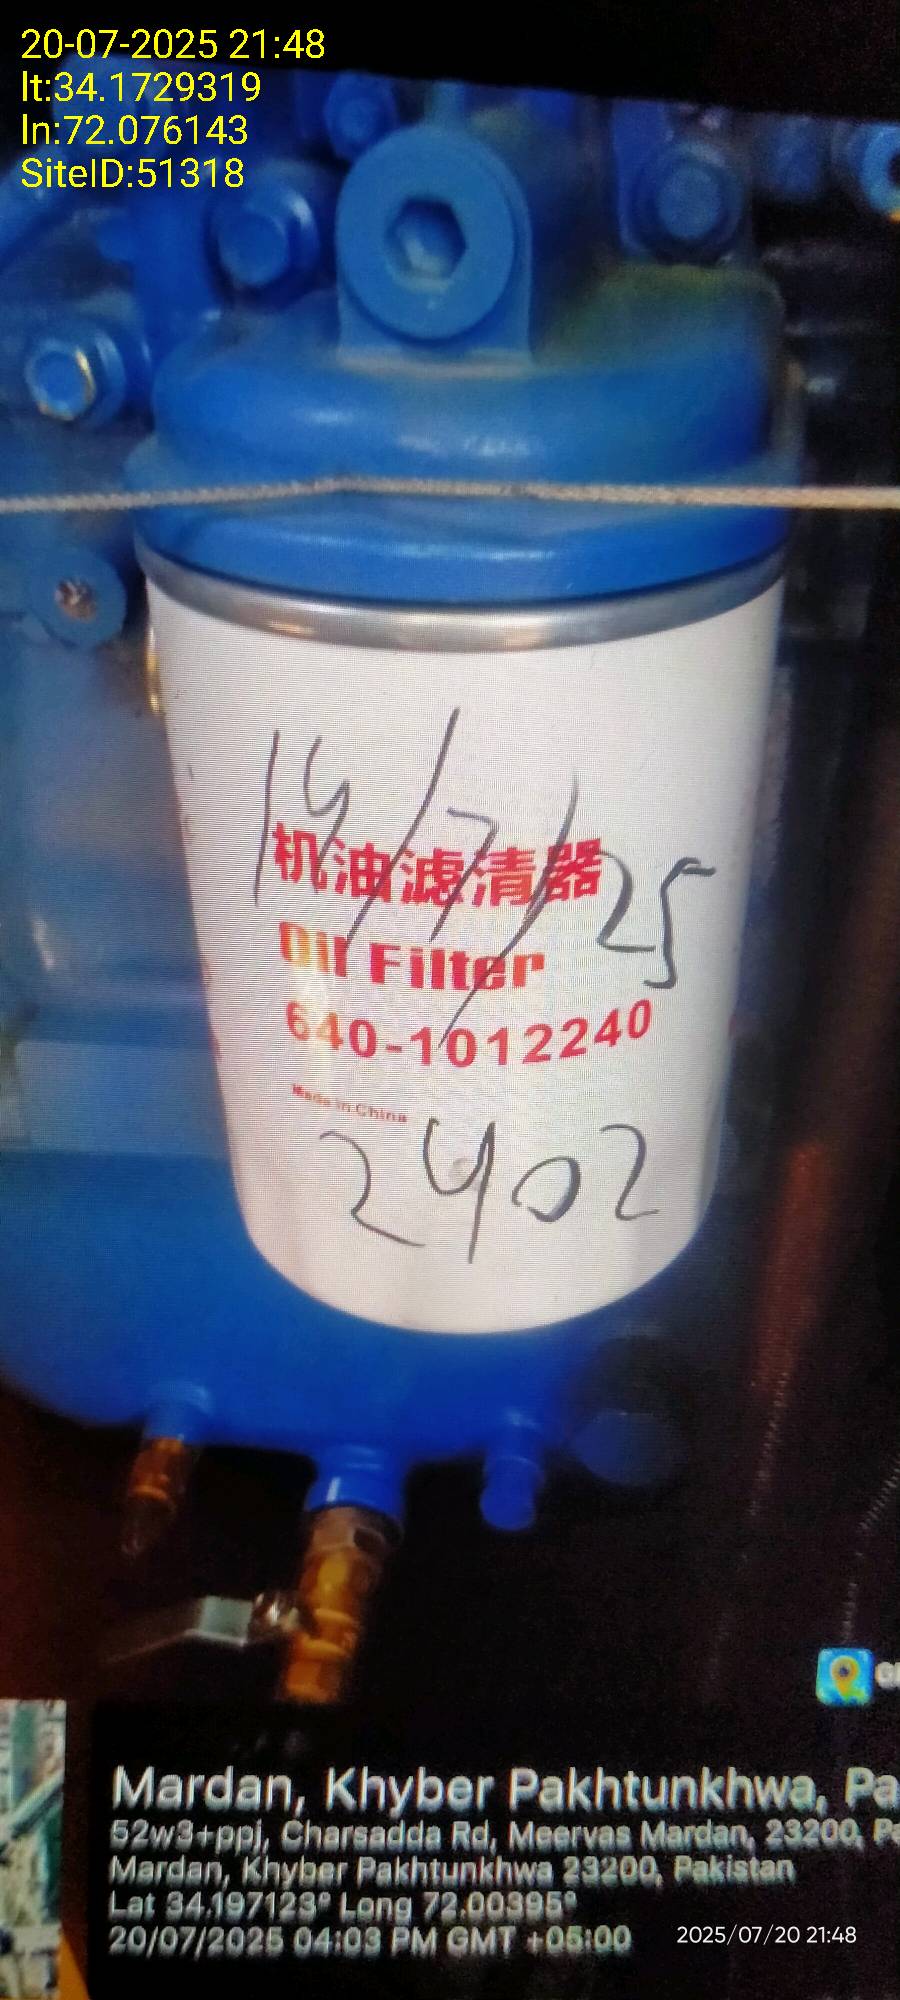 20-07-2025 21:48
lt:34.1729319
ln:72.076143
SiteID:51318
14/7/25
机油滤清器
Oil Filter
640-1012240
Made in China
2402
Mardan, Khyber Pakhtunkhwa, Pa
52w3+ppj, Charsadda Rd, Meervas Mardan, 23200, Pa
Mardan, Khyber Pakhtunkhwa 23200, Pakistan
Lat 34.197123° Long 72.00395°
20/07/2025 04:03 PM GMT +05:00
2025/07/20 21:48